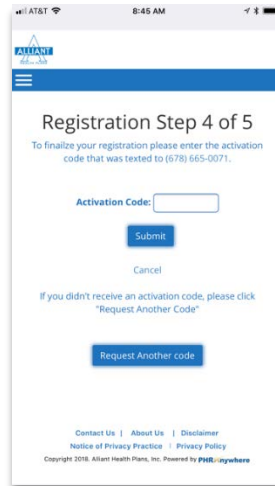 AT&T 8:45 AM
ALLIANT
Registration Step 4 of 5
To finailze your registration please enter the activation
code that was texted to (678) 665-0071.
Activation Code:
Submit
Cancel
If you didn't receive an activation code, please click
"Request Another Code"
Request Another code
Contact Us | About Us | Disclaimer
Notice of Privacy Practice | Privacy Policy
Copyright 2018. Alliant Health Plans, Inc. Powered by PHRAnywhere